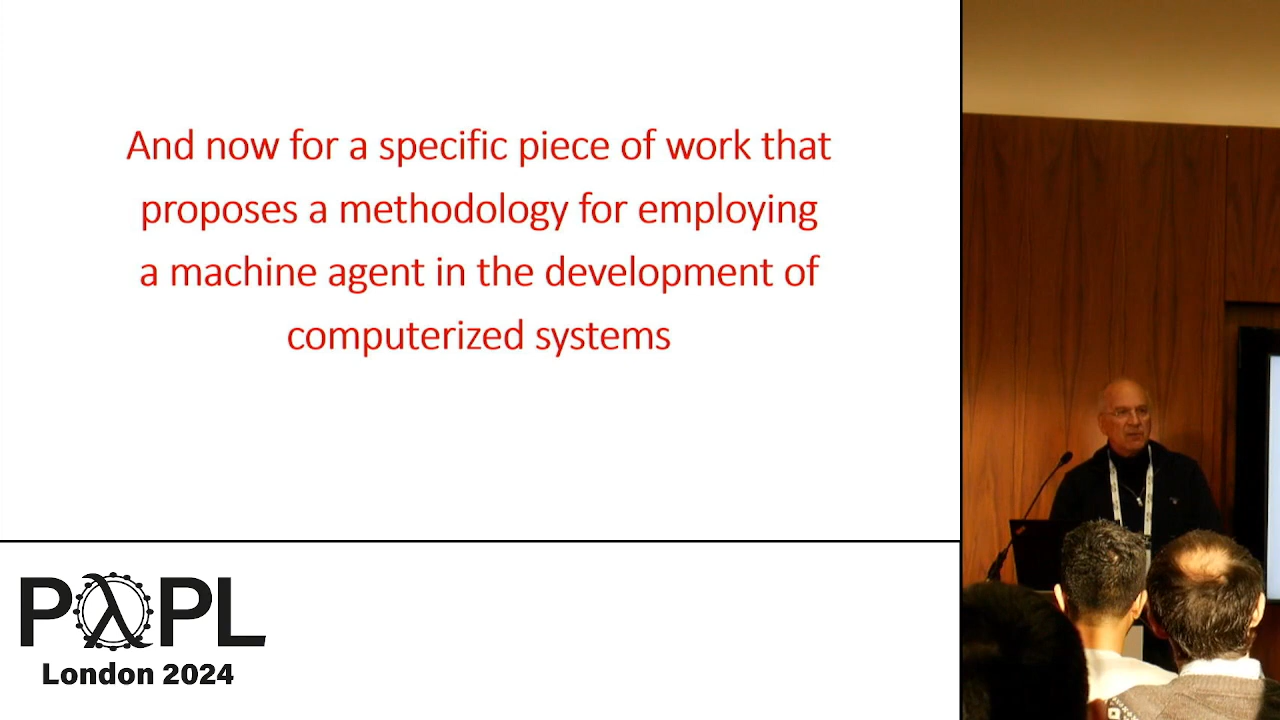 And now for a specific piece of work that
proposes a methodology for employing
a machine agent in the development of
computerized systems
PλPL
London 2024